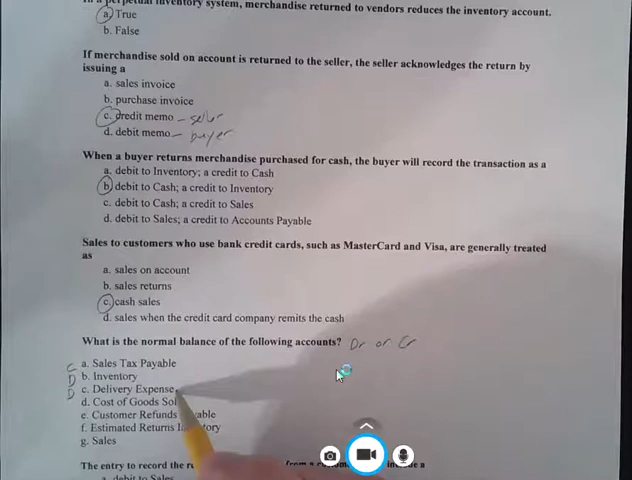 In a perpetual inventory system, merchandise returned to vendors reduces the inventory account.
a. True
b. False
If merchandise sold on account is returned to the seller, the seller acknowledges the return by
issuing a
a. sales invoice
b. purchase invoice
c. credit memo – seller
d. debit memo – buyer
When a buyer returns merchandise purchased for cash, the buyer will record the transaction as a
a. debit to Inventory; a credit to Cash
b. debit to Cash; a credit to Inventory
c. debit to Cash; a credit to Sales
d. debit to Sales; a credit to Accounts Payable
Sales to customers who use bank credit cards, such as MasterCard and Visa, are generally treated
as
a. sales on account
b. sales returns
c. cash sales
d. sales when the credit card company remits the cash
What is the normal balance of the following accounts? Dr or Cr
C a. Sales Tax Payable
D b. Inventory
D c. Delivery Expense
d. Cost of Goods
e. Customer Refunds
f. Estimated Returns
g. Sales
The entry to record the
a. debit to Sales